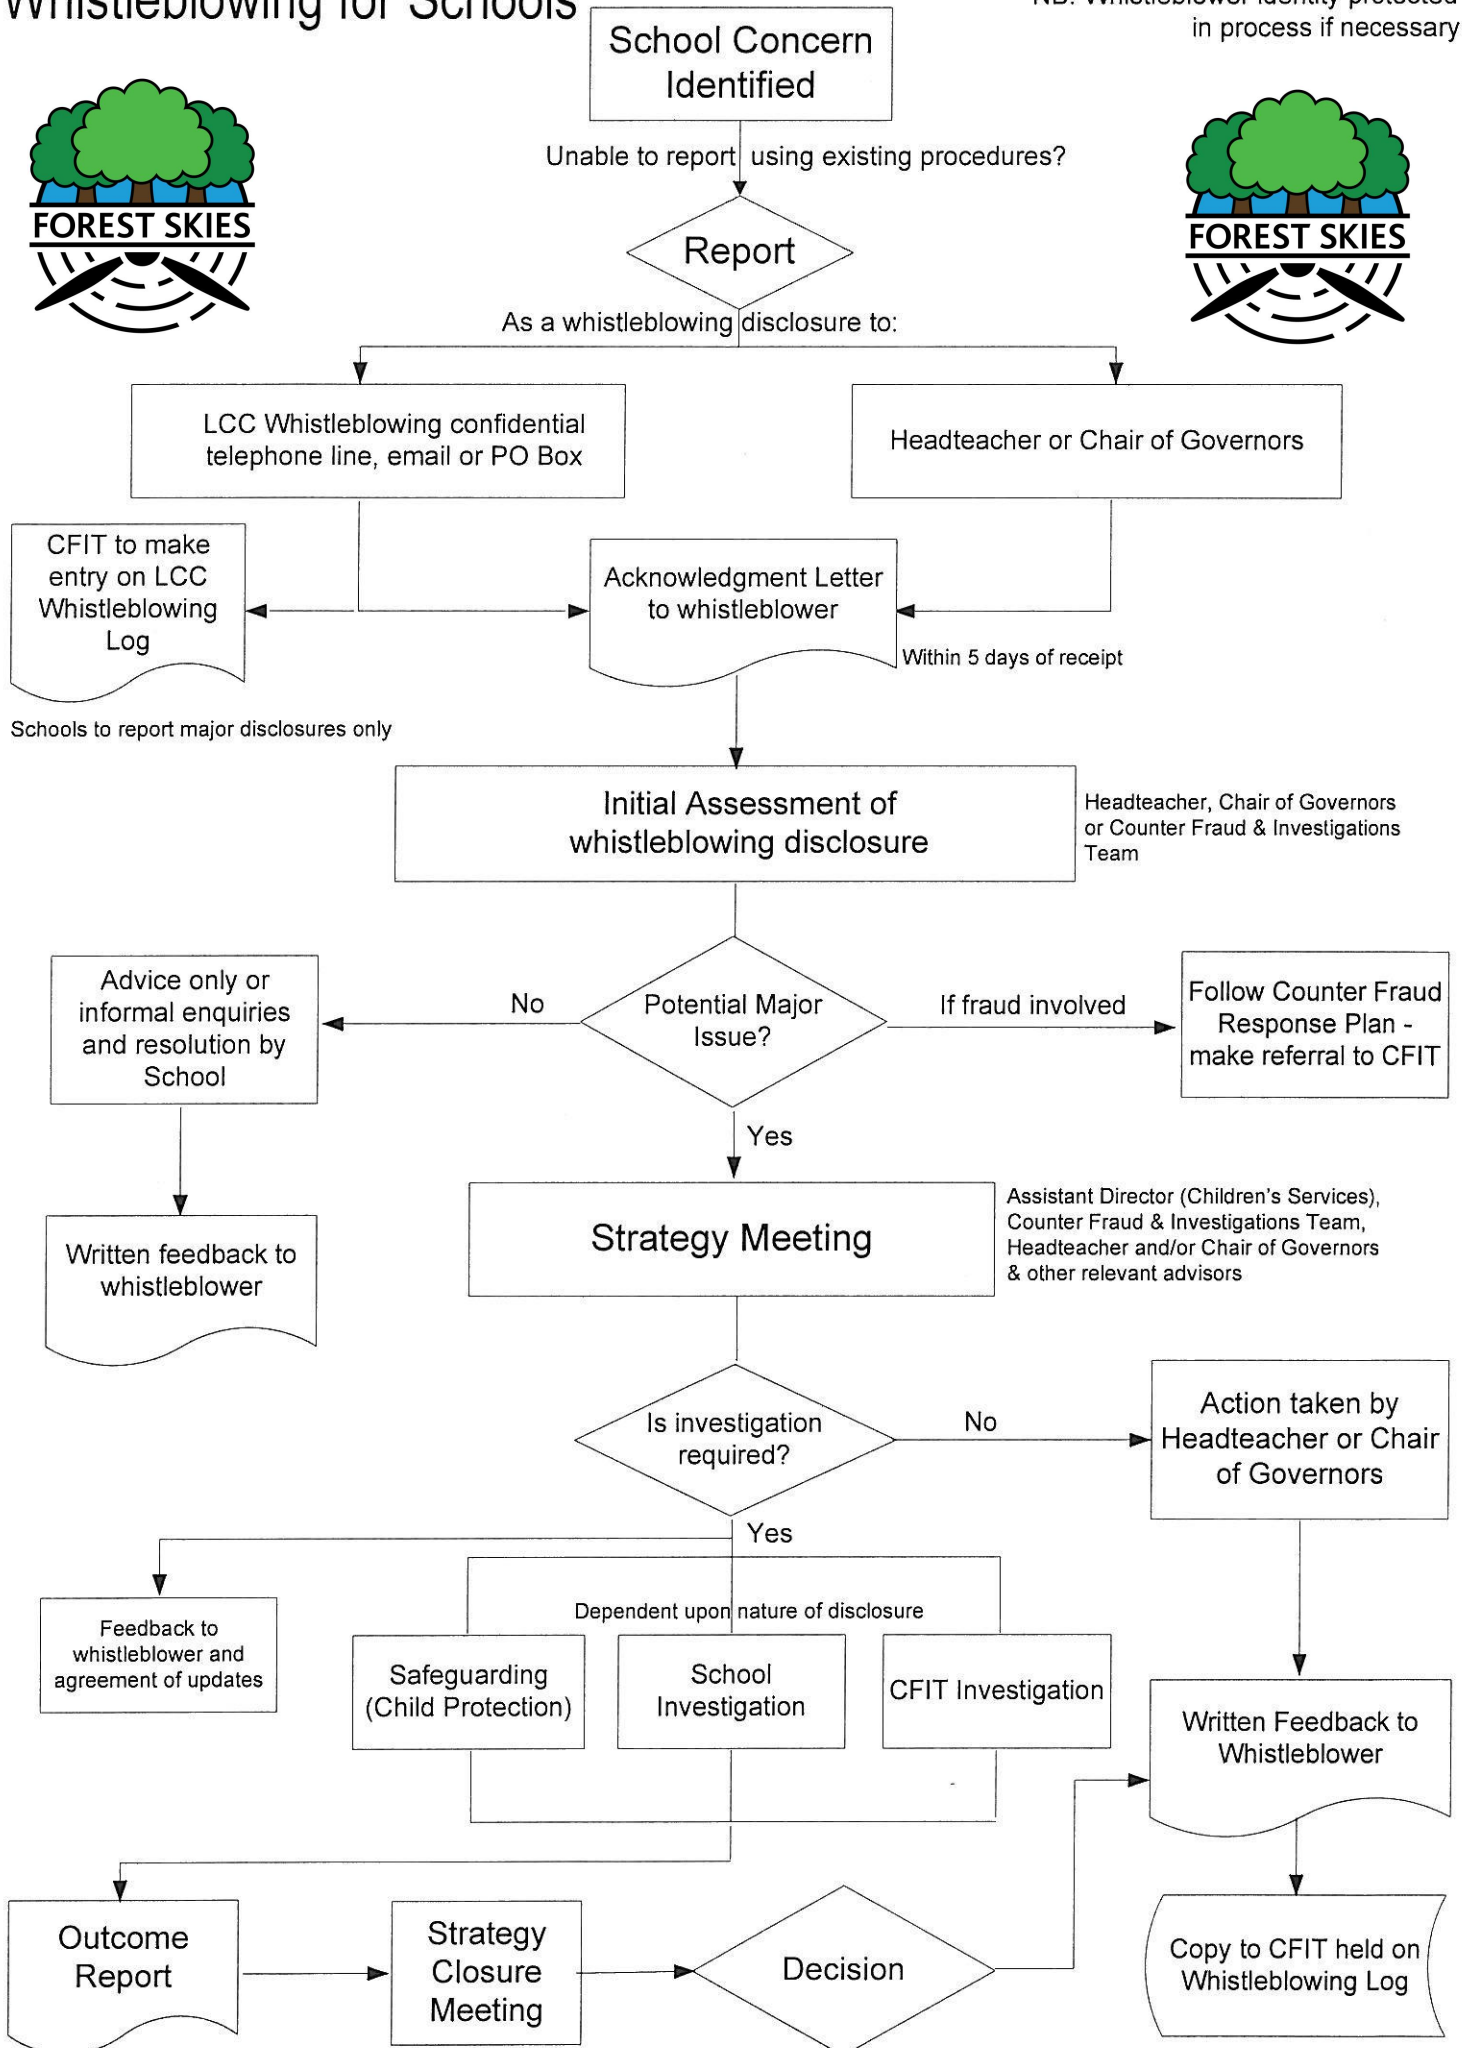 Whistleblowing for Schools
NB: Whistleblower identity protected
in process if necessary
School Concern
Identified
FOREST SKIES
FOREST SKIES
Unable to report using existing procedures?
Report
As a whistleblowing disclosure to:
LCC Whistleblowing confidential
telephone line, email or PO Box
Headteacher or Chair of Governors
CFIT to make
entry on LCC
Whistleblowing
Log
Acknowledgment Letter
to whistleblower
Within 5 days of receipt
Schools to report major disclosures only
Initial Assessment of
whistleblowing disclosure
Headteacher, Chair of Governors
or Counter Fraud & Investigations
Team
Advice only or
informal enquiries
and resolution by
School
No
Potential Major
Issue?
If fraud involved
Follow Counter Fraud
Response Plan -
make referral to CFIT
Yes
Written feedback to
whistleblower
Strategy Meeting
Assistant Director (Children's Services),
Counter Fraud & Investigations Team,
Headteacher and/or Chair of Governors
& other relevant advisors
Is investigation
required?
No
Action taken by
Headteacher or Chair
of Governors
Yes
Feedback to
whistleblower and
agreement of updates
Dependent upon nature of disclosure
Safeguarding
(Child Protection)
School
Investigation
CFIT Investigation
Written Feedback to
Whistleblower
Outcome
Report
Strategy
Closure
Meeting
Decision
Copy to CFIT held on
Whistleblowing Log